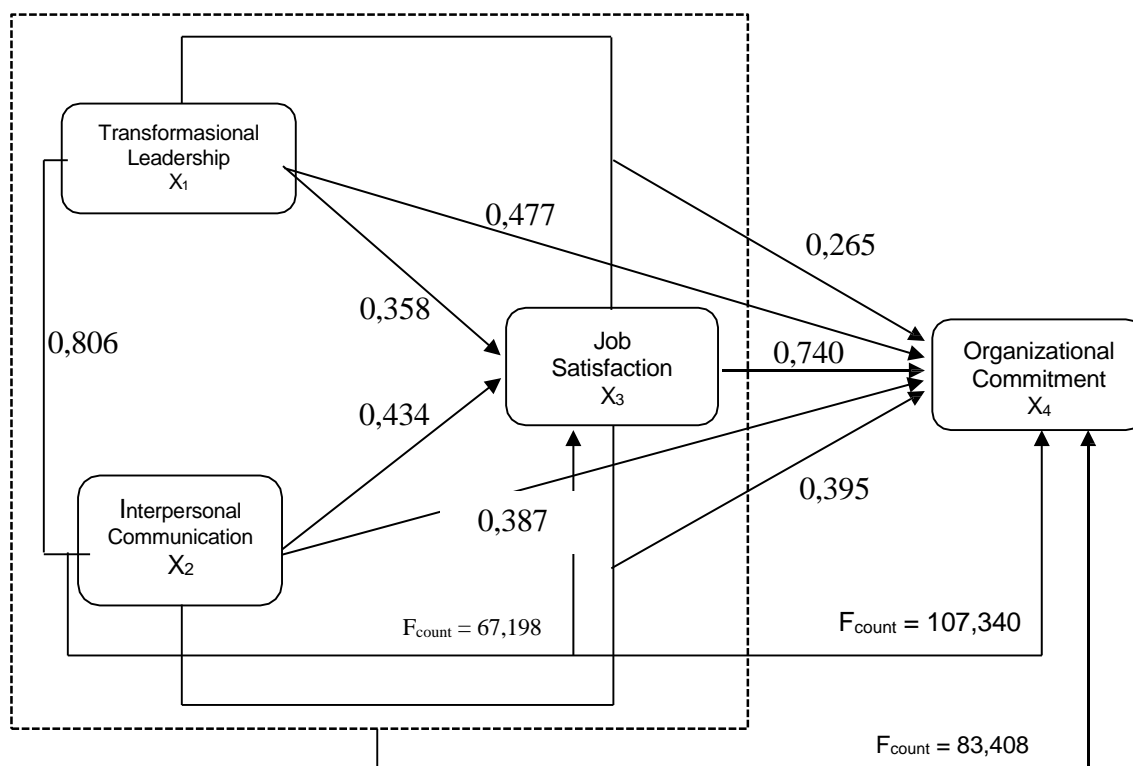 Transformasional
Leadership
X1
0,477
0,265
0,358
0,806
Job
Satisfaction
X3
0,740
Organizational
Commitment
X4
0,434
0,395
Interpersonal
Communication
X2
0,387
Fcount = 67,198
Fcount = 107,340
Fcount = 83,408